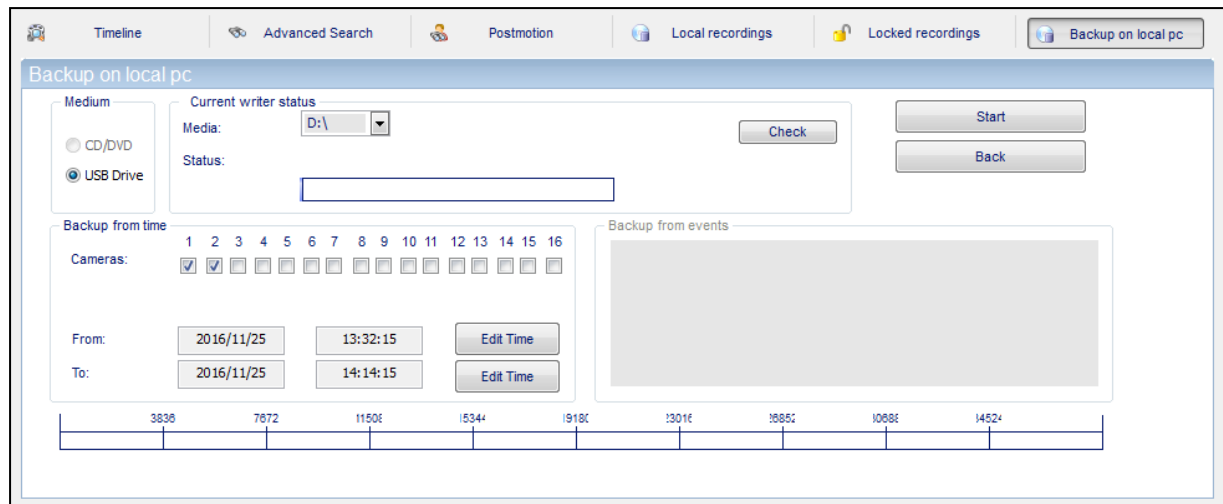 Timeline Advanced Search Postmotion Local recordings Locked recordings Backup on local pc
Backup on local pc
Medium
CD/DVD
USB Drive
Current writer status
Media: D:\
Check
Status:
Start
Back
Backup from time
1 2 3 4 5 6 7 8 9 10 11 12 13 14 15 16
Cameras:
From: 2016/11/25 13:32:15 Edit Time
To: 2016/11/25 14:14:15 Edit Time
Backup from events
3836 7672